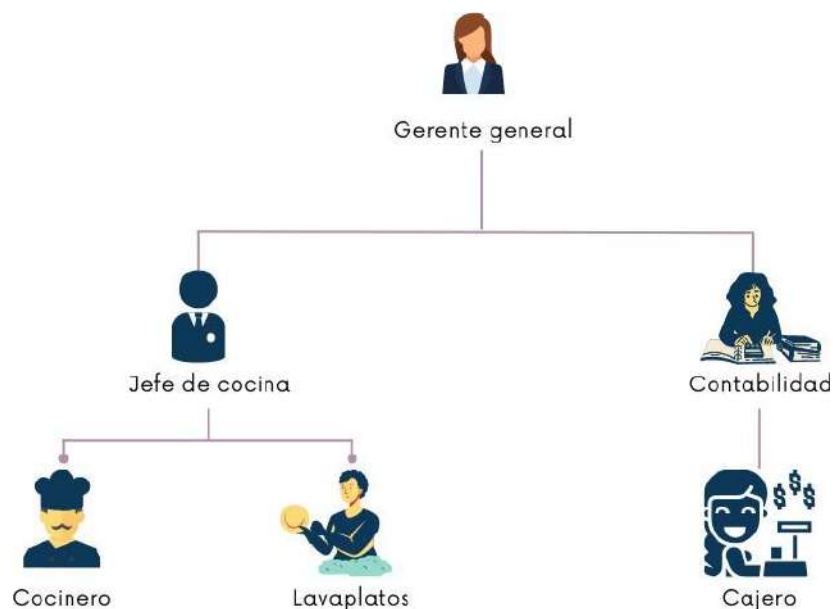 Gerente general
Jefe de cocina
Contabilidad
Cocinero
Lavaplatos
Cajero